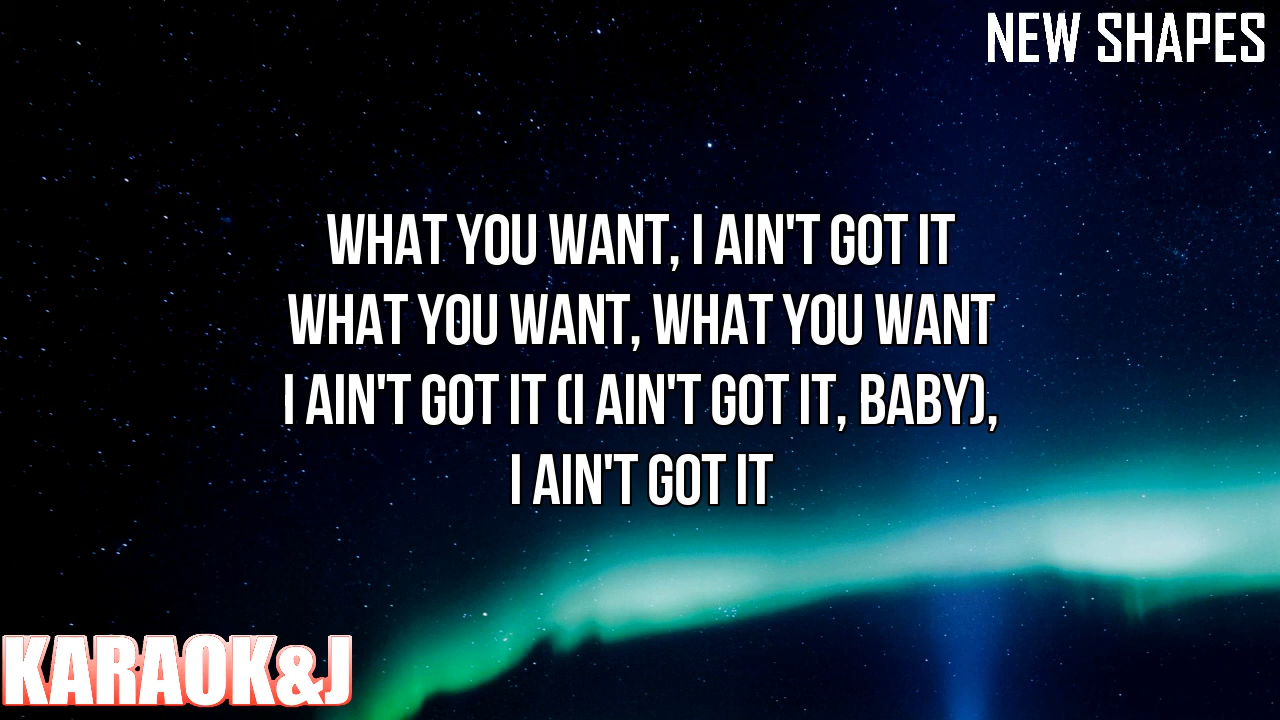 NEW SHAPES
WHAT YOU WANT, I AIN'T GOT IT
WHAT YOU WANT, WHAT YOU WANT
I AIN'T GOT IT (I AIN'T GOT IT, BABY),
I AIN'T GOT IT
KARAOK&J